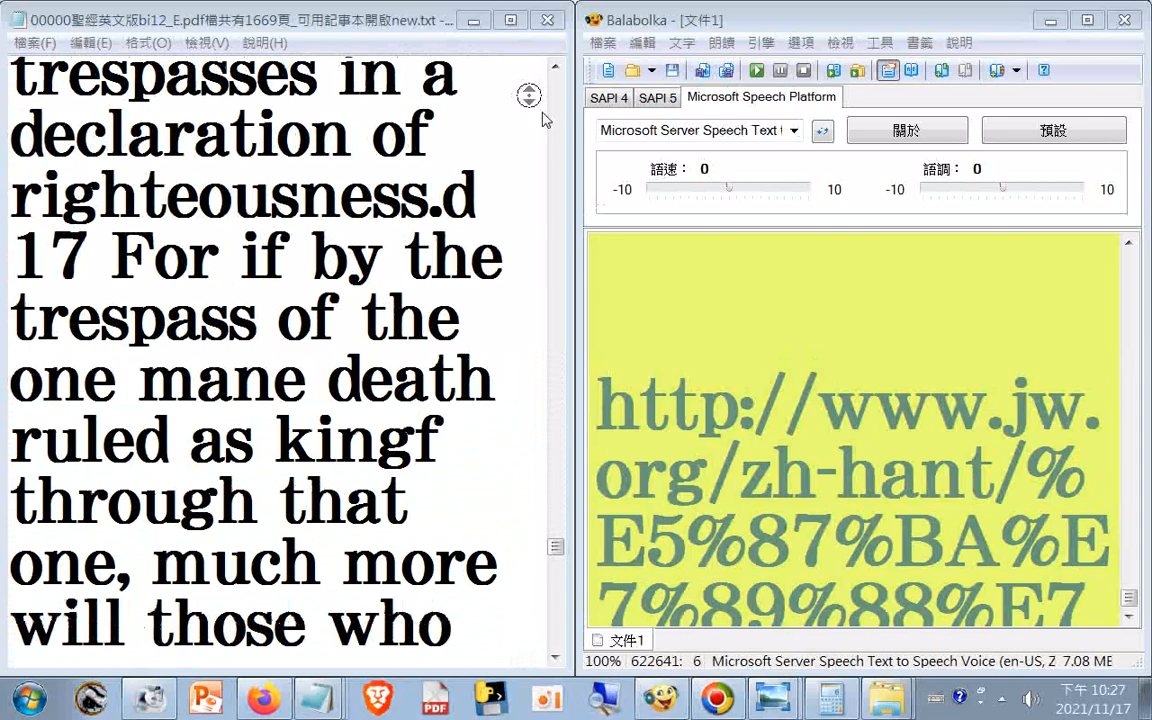 00000聖經英文版bi12_E.pdf檔共有1669頁_可用記事本開啟new.txt -...
檔案(F) 編輯(E) 格式(O) 檢視(V) 說明(H)
trespasses in a
declaration of
righteousness.d
17 For if by the
trespass of the
one mane death
ruled as kingf
through that
one, much more
will those who
Balabolka - [文件1]
檔案 編輯 文字 朗讀 引擎 選項 檢視 工具 書籤 說明
SAPI 4 SAPI 5 Microsoft Speech Platform
Microsoft Server Speech Text 關於 預設
語速： 0 語調： 0
-10 10 -10 10
http://www.jw.
org/zh-hant/%
E5%87%BA%E
7%89%88%E7
文件1
100% 622641: 6 Microsoft Server Speech Text to Speech Voice (en-US, Z 7.08 ME
PDF
下午 10:27
2021/11/17